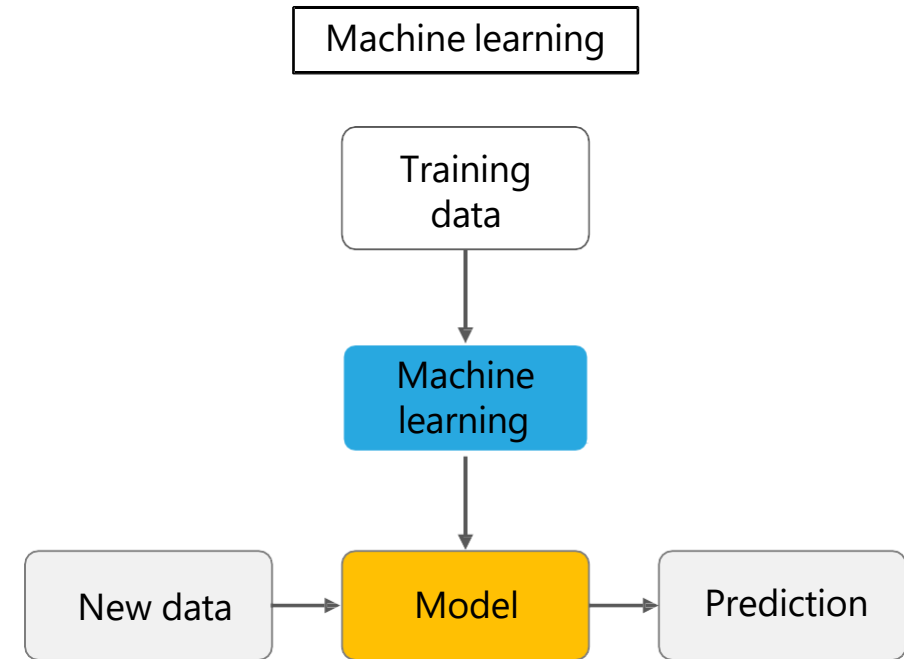 Machine learning
Training
data
Machine
learning
New data
Model
Prediction